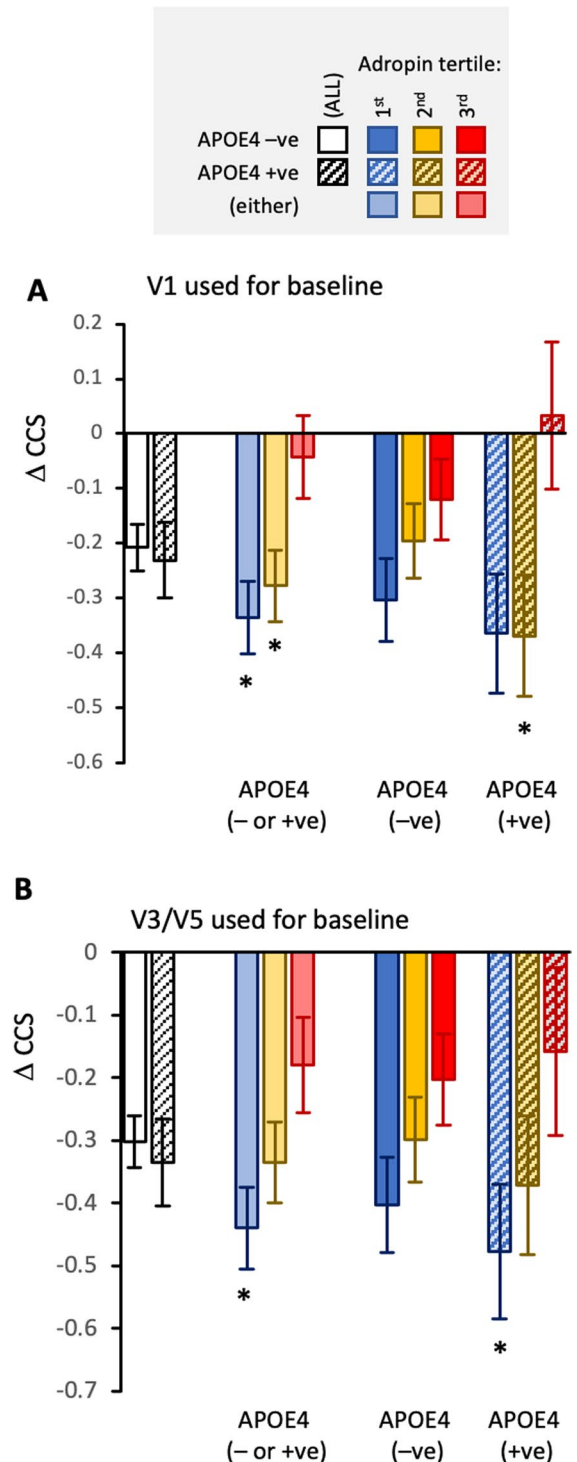 Adropin tertile:
(ALL)
1st
2nd
3rd
APOE4 –ve
APOE4 +ve
(either)
A
V1 used for baseline
0.2
0.1
0
-0.1
-0.2
-0.3
-0.4
-0.5
-0.6
Δ CCS
*
*
*
APOE4 APOE4 APOE4
(– or +ve) (–ve) (+ve)
B
V3/V5 used for baseline
0
-0.1
-0.2
-0.3
-0.4
-0.5
-0.6
-0.7
Δ CCS
*
*
APOE4 APOE4 APOE4
(– or +ve) (–ve) (+ve)